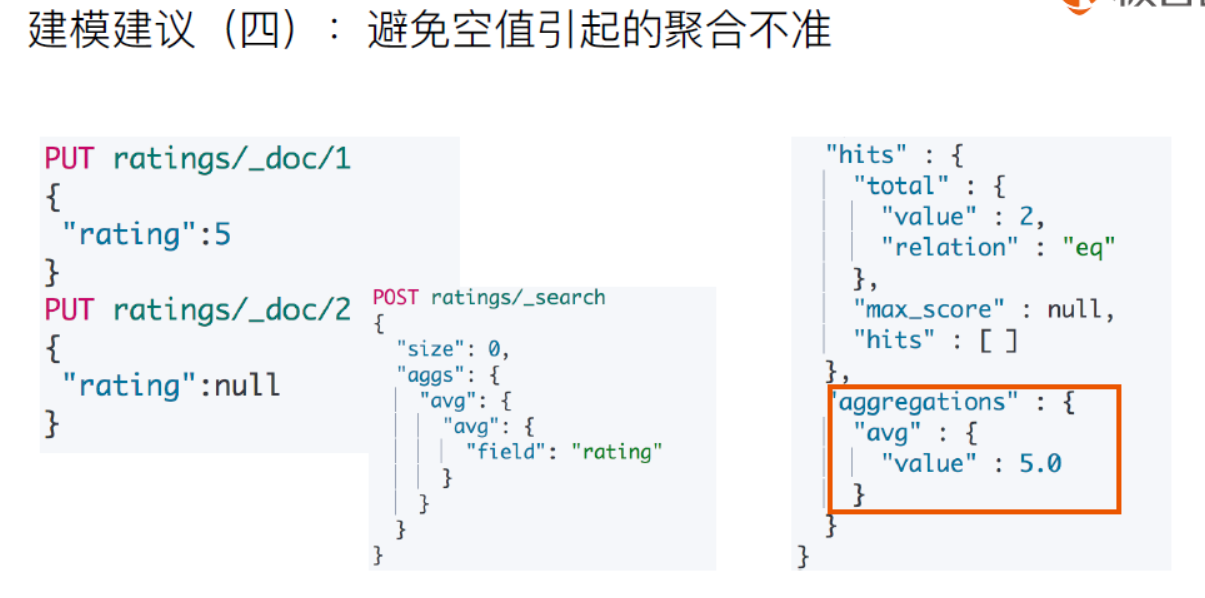 建模建议（四）：避免空值引起的聚合不准
PUT ratings/_doc/1
{
"rating":5
}
PUT ratings/_doc/2
{
"rating":null
}
POST ratings/_search
{
"size": 0,
"aggs": {
"avg": {
"avg": {
"field": "rating"
}
}
}
}
"hits" : {
"total" : {
"value" : 2,
"relation" : "eq"
},
"max_score" : null,
"hits" : [ ]
},
"aggregations" : {
"avg" : {
"value" : 5.0
}
}
}